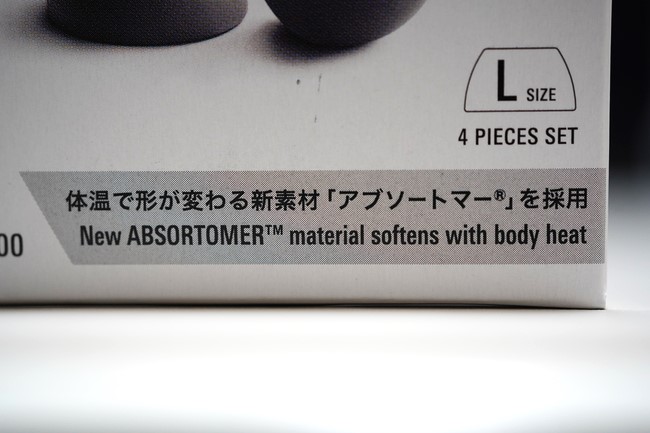 L SIZE
4 PIECES SET
体温で形が変わる新素材「アブソートマー®」を採用
00
New ABSORTOMER™ material softens with body heat